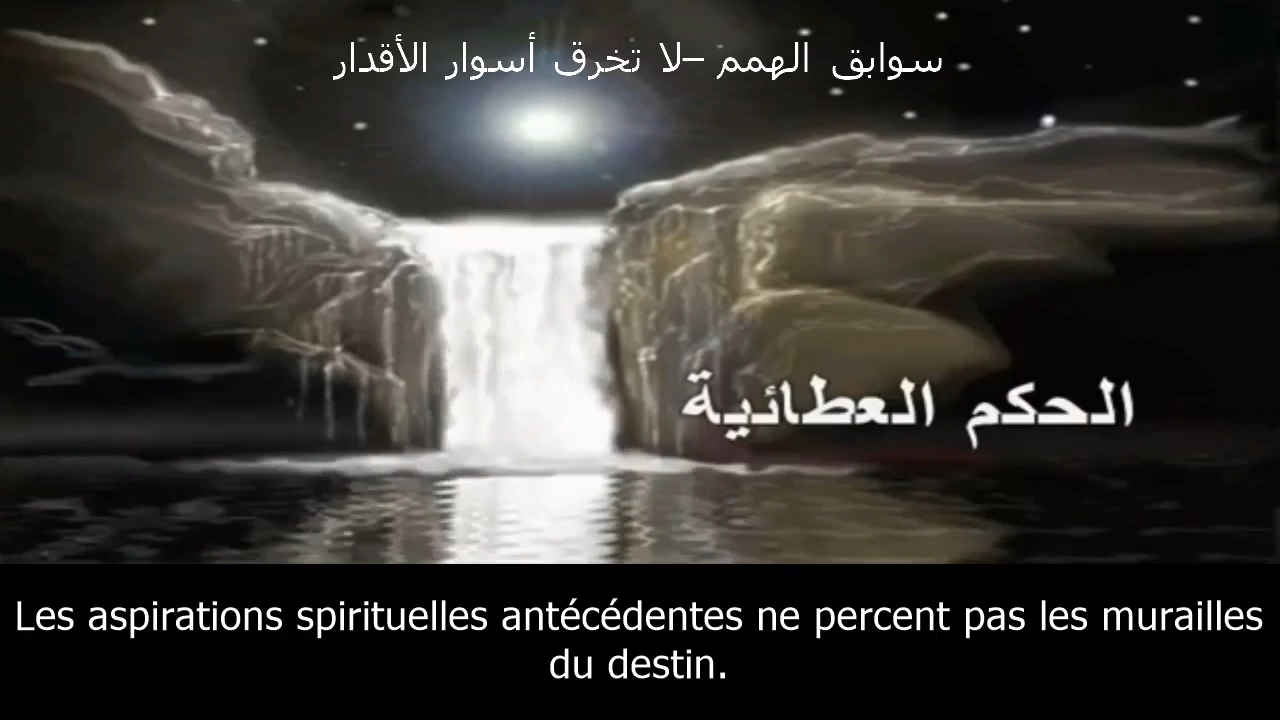 سوابق الهمم –لا تخرق أسوار الأقدار
الحكم العطائية
Les aspirations spirituelles antécédentes ne percent pas les murailles
du destin.